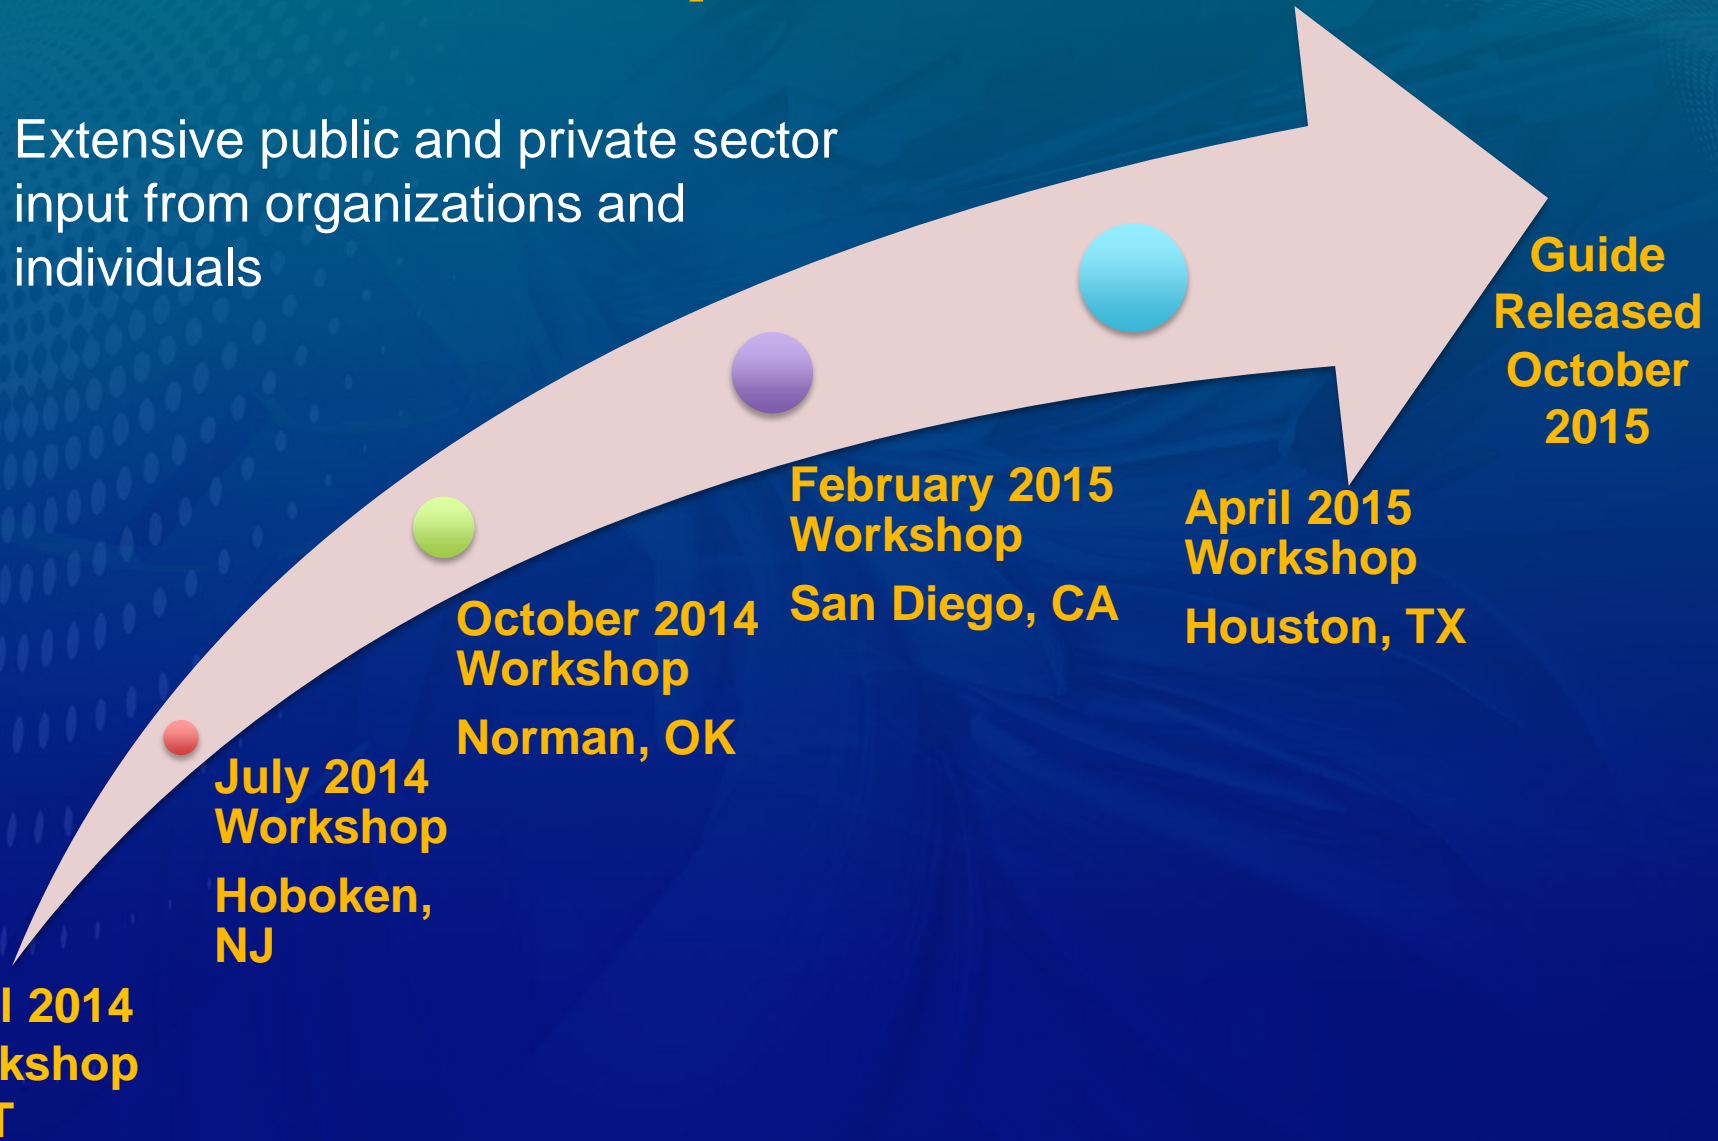 Extensive public and private sector
input from organizations and
individuals
Guide
Released
October
2015
February 2015
Workshop
San Diego, CA
April 2015
Workshop
Houston, TX
October 2014
Workshop
Norman, OK
July 2014
Workshop
Hoboken,
NJ
2014